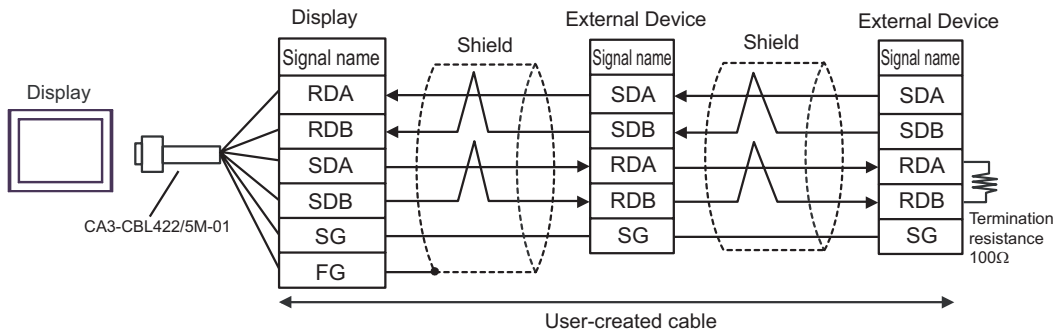 Display
CA3-CBL422/5M-01
Display
Signal name
RDA
RDB
SDA
SDB
SG
FG
Shield
External Device
Signal name
SDA
SDB
RDA
RDB
SG
Shield
External Device
Signal name
SDA
SDB
RDA
RDB
SG
Termination
resistance
100Ω
User-created cable